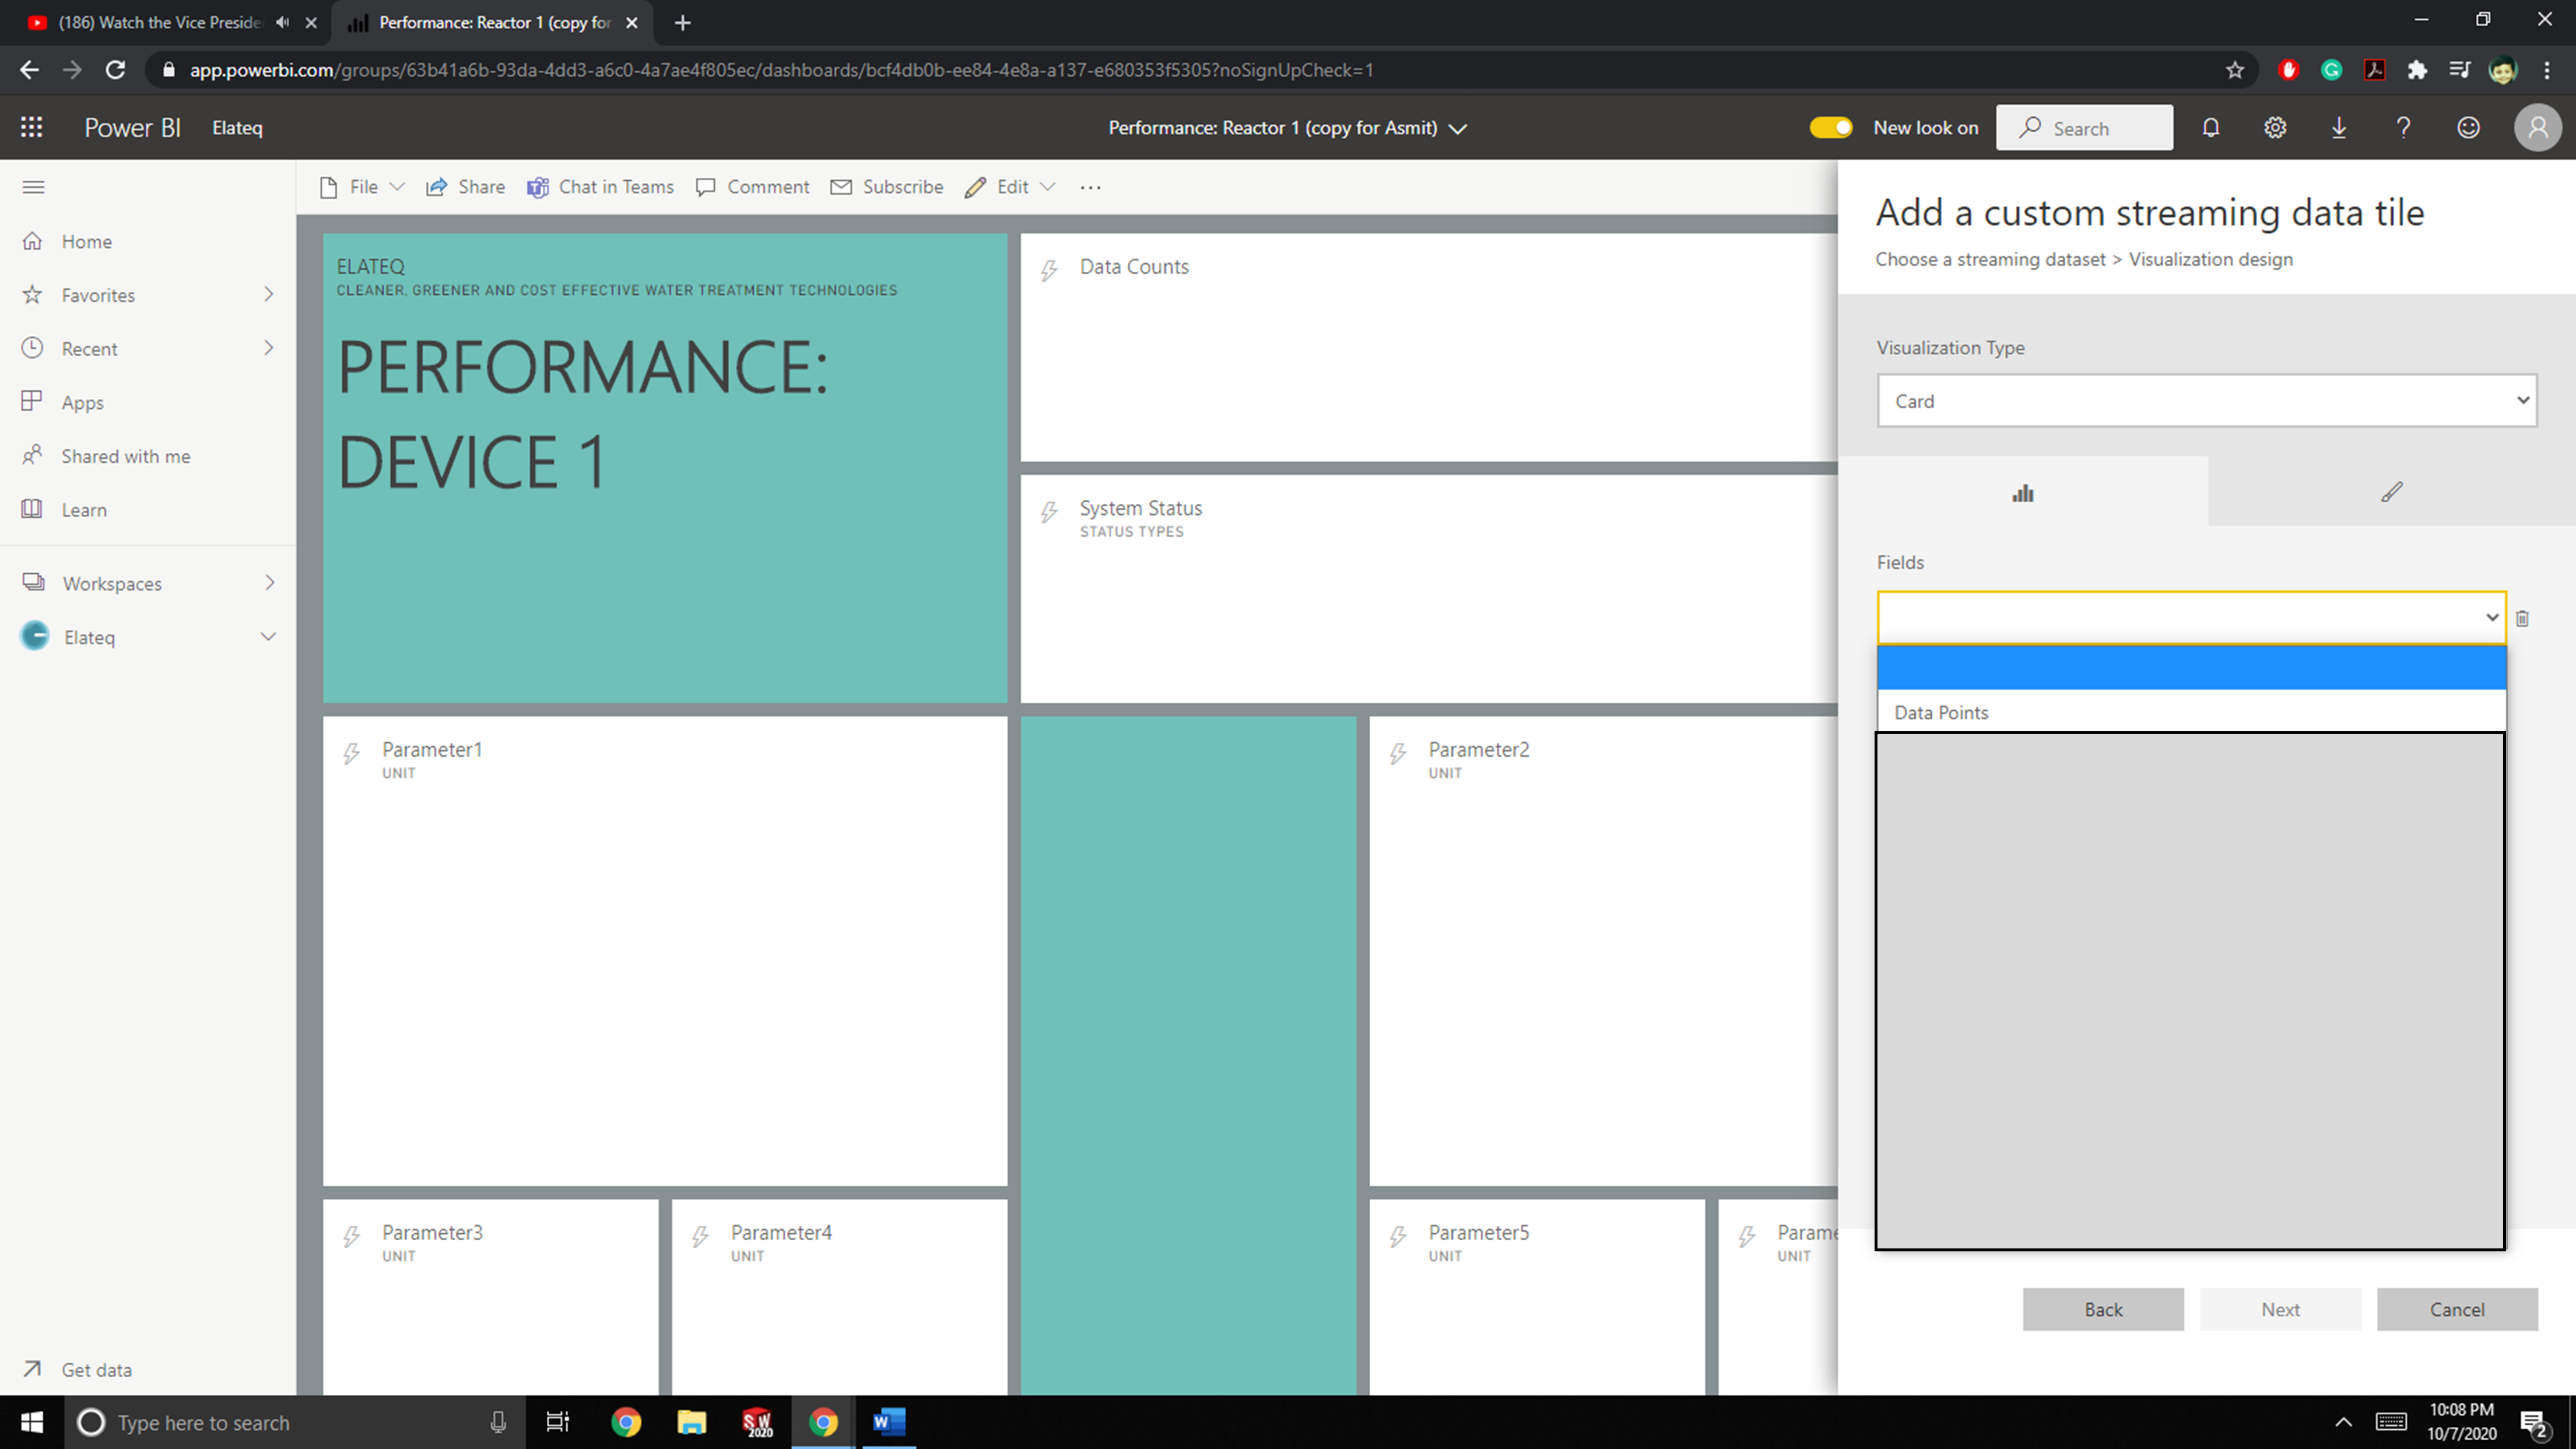 (186) Watch the Vice Preside
Performance: Reactor 1 (copy for
app.powerbi.com/groups/63b41a6b-93da-4dd3-a6c0-4a7ae4f805ec/dashboards/bcf4db0b-ee84-4e8a-a137-e680353f5305?noSignUpCheck=1
Power BI Elateq
Performance: Reactor 1 (copy for Asmit)
New look on
Search
File Share Chat in Teams Comment Subscribe Edit ...
Home
Favorites
Recent
Apps
Shared with me
Learn
Workspaces
Elateq
Get data
ELATEQ
CLEANER, GREENER AND COST EFFECTIVE WATER TREATMENT TECHNOLOGIES
PERFORMANCE:
DEVICE 1
Data Counts
System Status
STATUS TYPES
Parameter1
UNIT
Parameter2
UNIT
Parameter3
UNIT
Parameter4
UNIT
Parameter5
UNIT
Parame
UNIT
Add a custom streaming data tile
Choose a streaming dataset > Visualization design
Visualization Type
Card
Fields
Data Points
Back Next Cancel
Type here to search
SW
2020
W
10:08 PM
10/7/2020
2